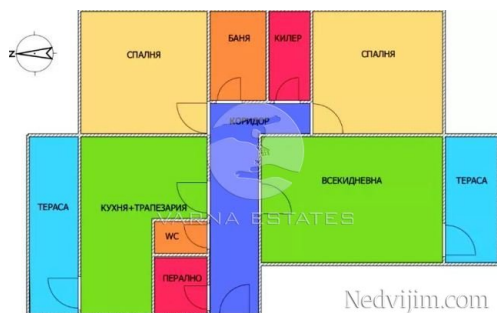 СПАЛНЯ
БАНЯ
КИЛЕР
СПАЛНЯ
Z
КОРИДОР
ТЕРАСА
КУХНЯ+ТРАПЕЗАРИЯ
ВСЕКИДНЕВНА
ТЕРАСА
VARNA ESTATES
WC
ПЕРАЛНО
Nedvijim.com